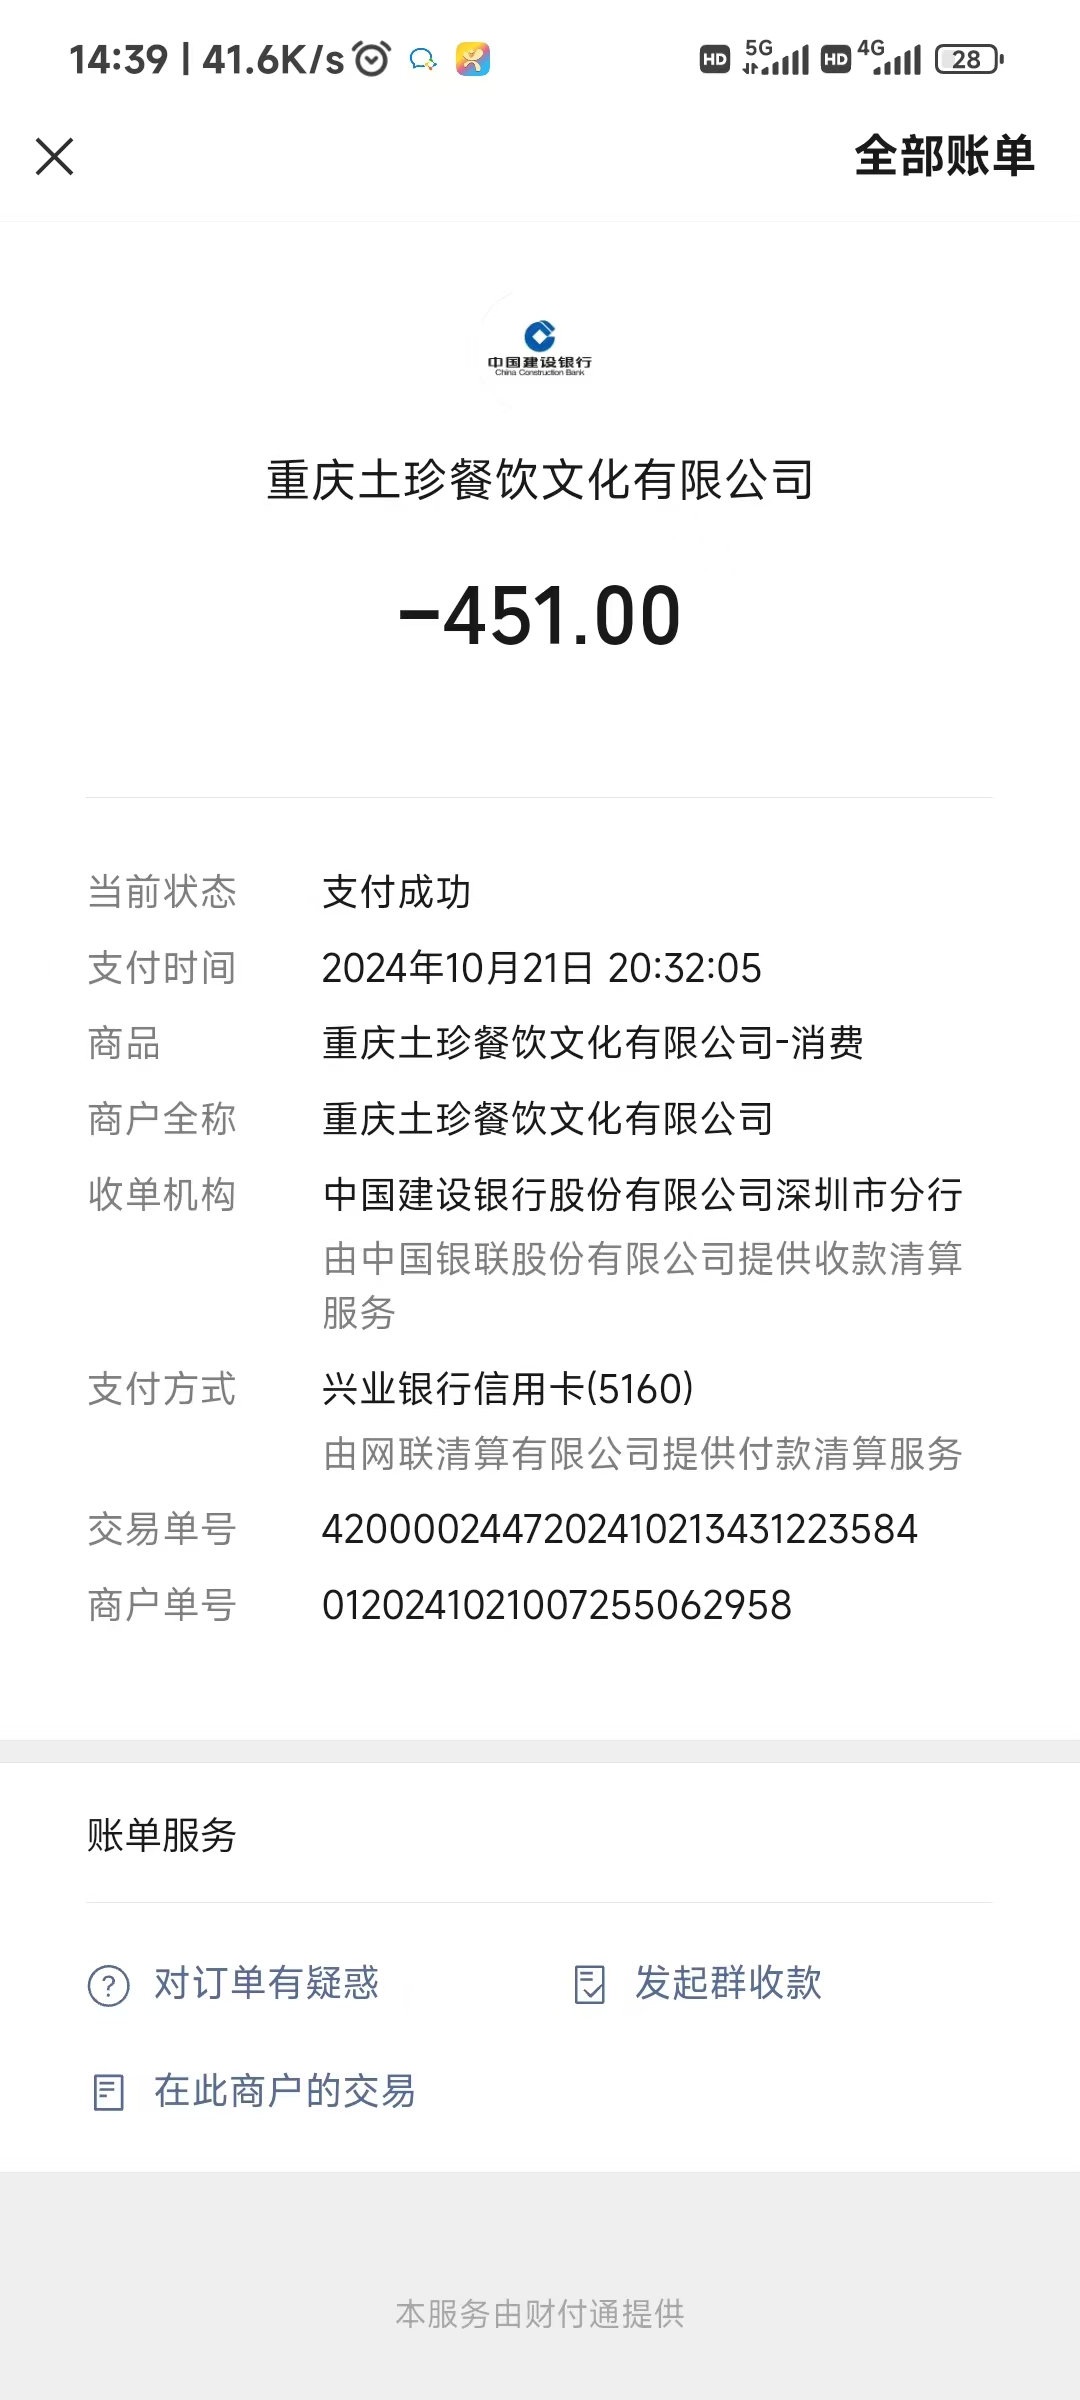 14:39 | 41.6K/s HD 5G HD 4G 28
全部账单
中国建设银行
China Construction Bank
重庆土珍餐饮文化有限公司
-451.00
当前状态 支付成功
支付时间 2024年10月21日 20:32:05
商品 重庆土珍餐饮文化有限公司-消费
商户全称 重庆土珍餐饮文化有限公司
收单机构 中国建设银行股份有限公司深圳市分行
由中国银联股份有限公司提供收款清算
服务
支付方式 兴业银行信用卡(5160)
由网联清算有限公司提供付款清算服务
交易单号 4200002447202410213431223584
商户单号 0120241021007255062958
账单服务
对订单有疑惑 发起群收款
在此商户的交易
本服务由财付通提供